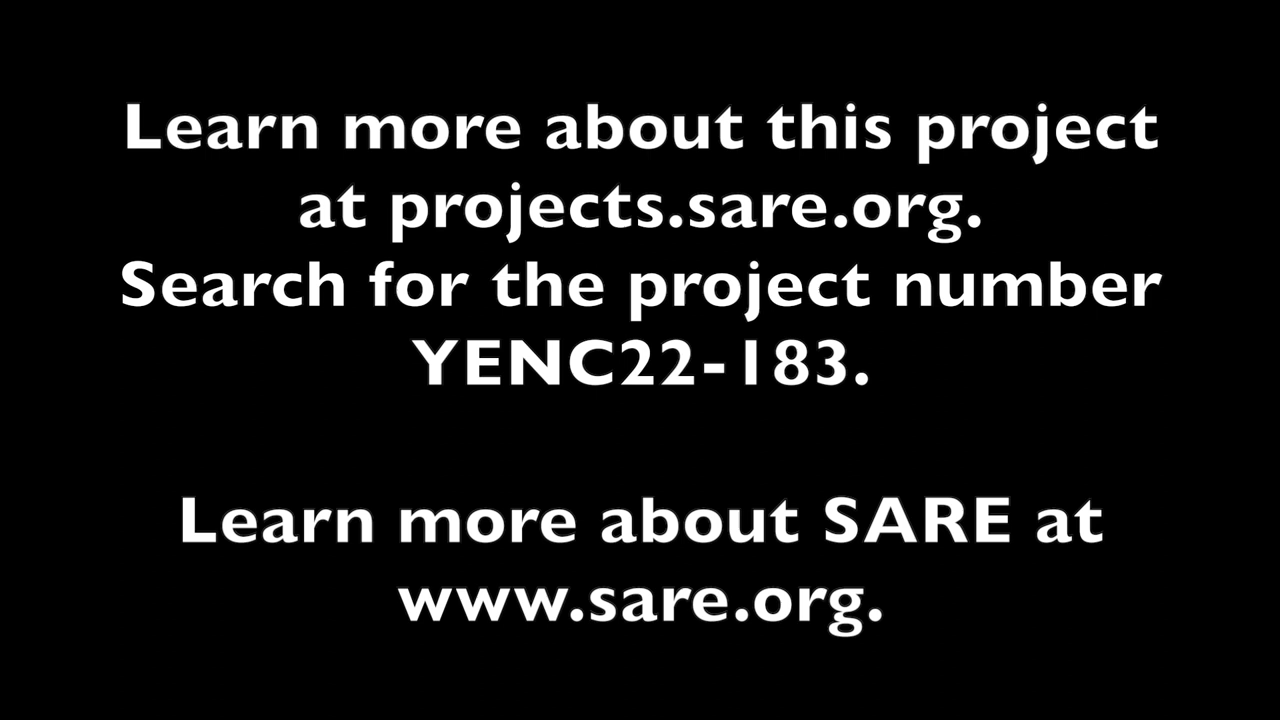 Learn more about this project
at projects.sare.org.
Search for the project number
YENC22-183.
Learn more about SARE at
www.sare.org.